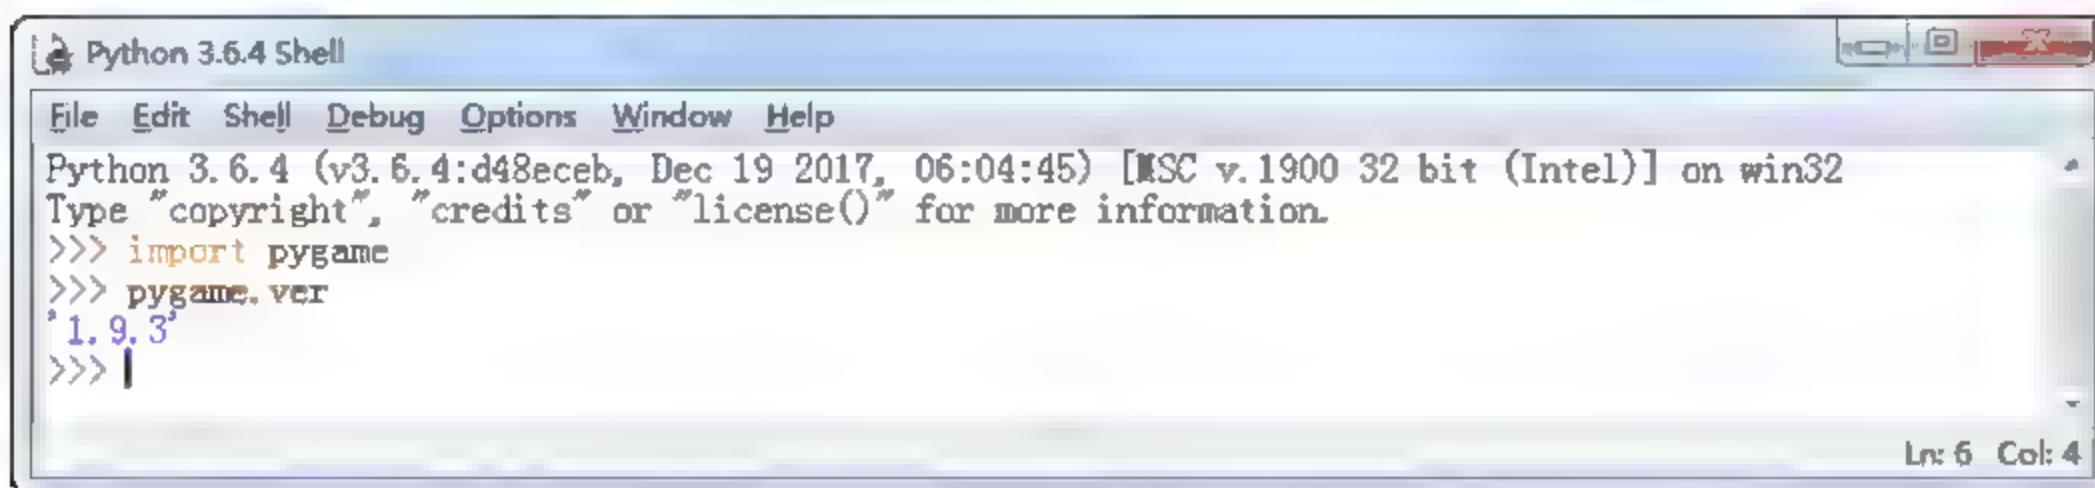 Python 3.6.4 Shell
File Edit Shell Debug Options Window Help
Python 3.6.4 (v3.6.4:d48eceb, Dec 19 2017, 06:04:45) [MSC v.1900 32 bit (Intel)] on win32
Type "copyright", "credits" or "license()" for more information.
>>> import pygame
>>> pygame.ver
'1.9.3'
>>>
Ln: 6 Col: 4